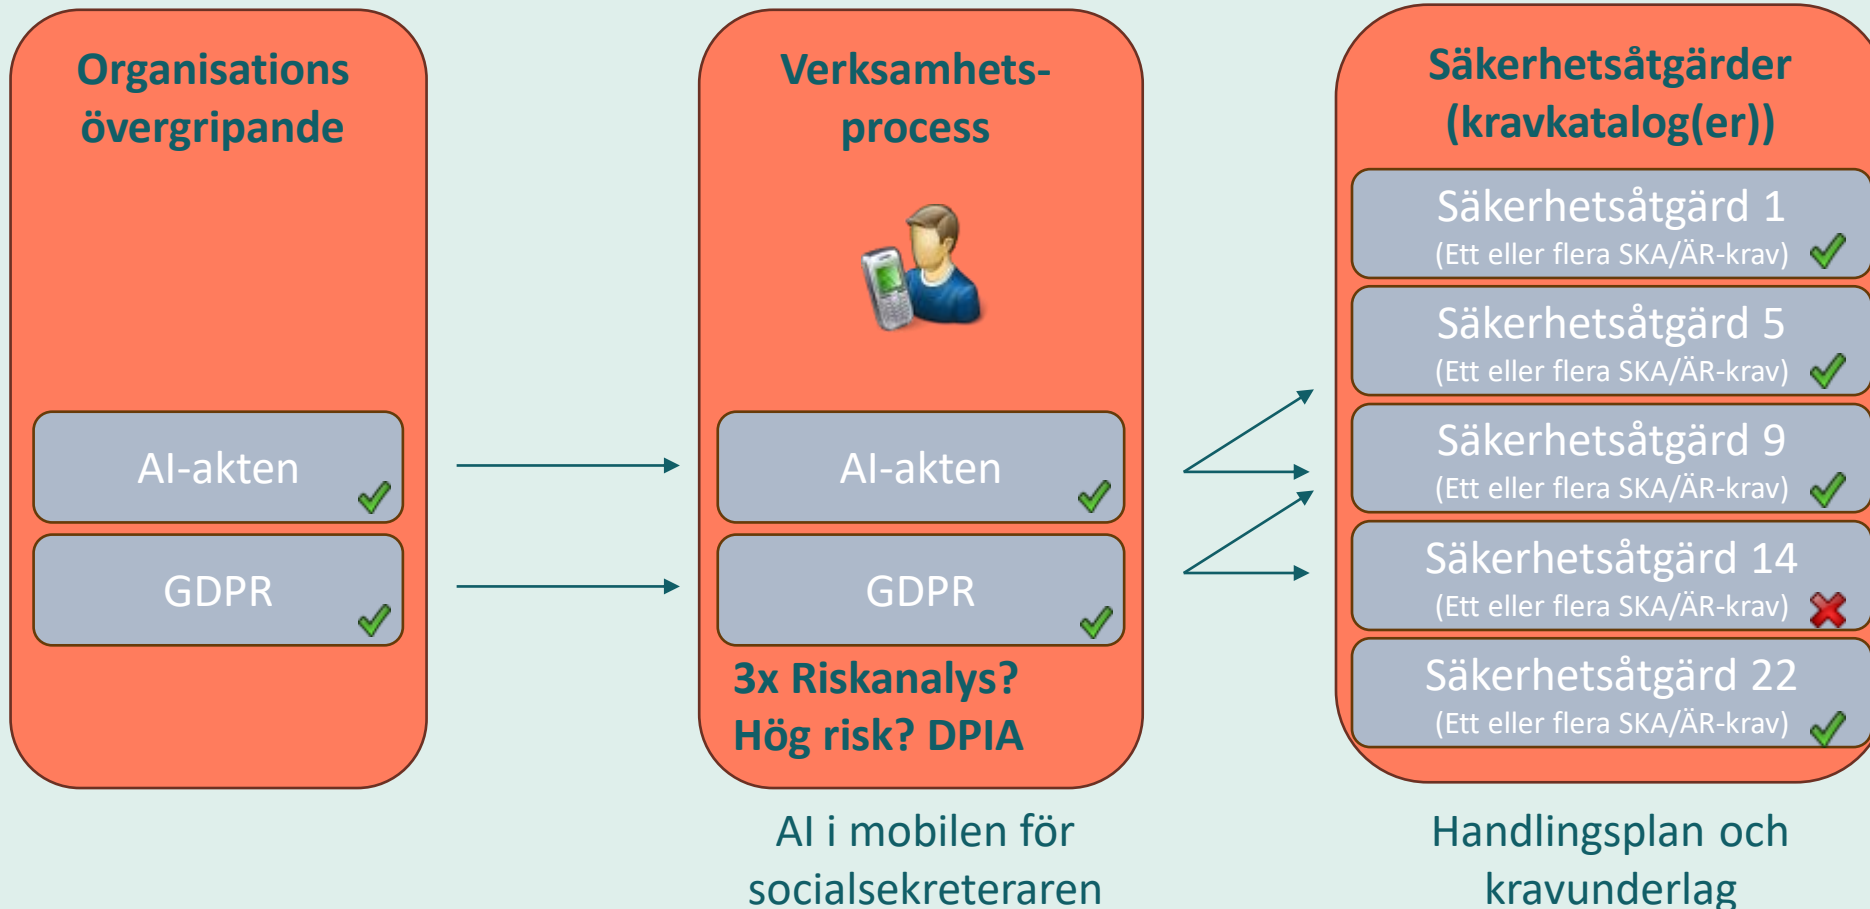 Organisations
övergripande
AI-akten
GDPR
Verksamhets-
process
AI-akten
GDPR
3x Riskanalys?
Hög risk? DPIA
AI i mobilen för
socialsekreteraren
Säkerhetsåtgärder
(kravkatalog(er))
Säkerhetsåtgärd 1
(Ett eller flera SKA/ÄR-krav)
Säkerhetsåtgärd 5
(Ett eller flera SKA/ÄR-krav)
Säkerhetsåtgärd 9
(Ett eller flera SKA/ÄR-krav)
Säkerhetsåtgärd 14
(Ett eller flera SKA/ÄR-krav)
Säkerhetsåtgärd 22
(Ett eller flera SKA/ÄR-krav)
Handlingsplan och
kravunderlag